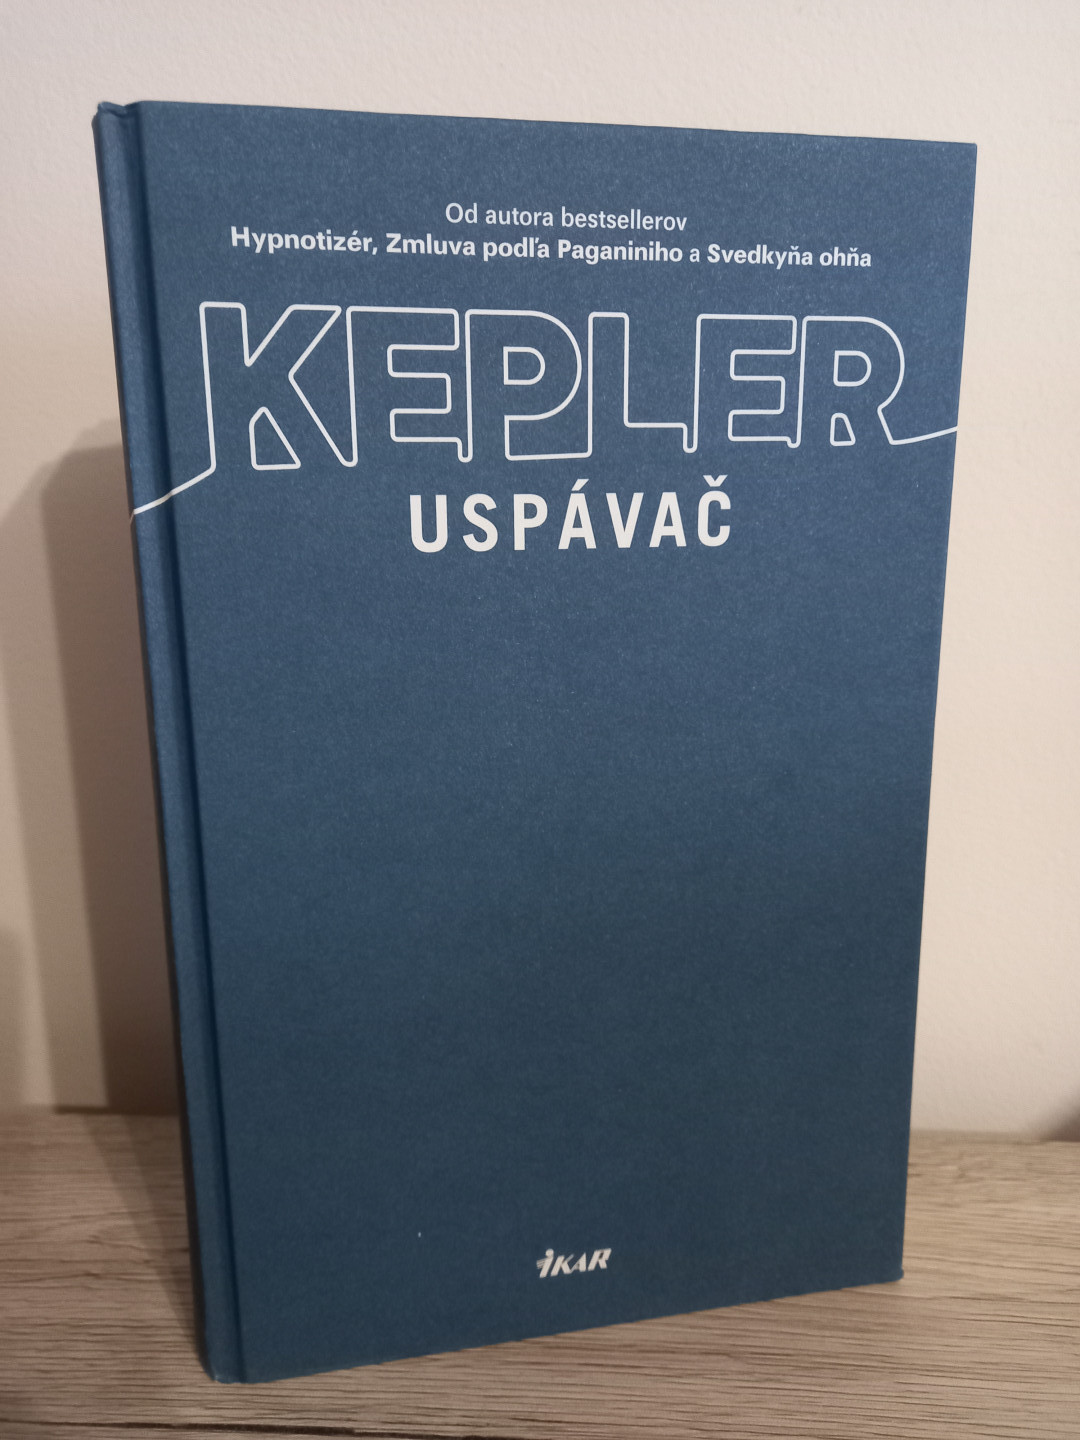 Od autora bestsellerov
Hypnotizér, Zmluva podľa Paganiniho a Svedkyňa ohňa
KEPLER
USPÁVAČ
iKAR